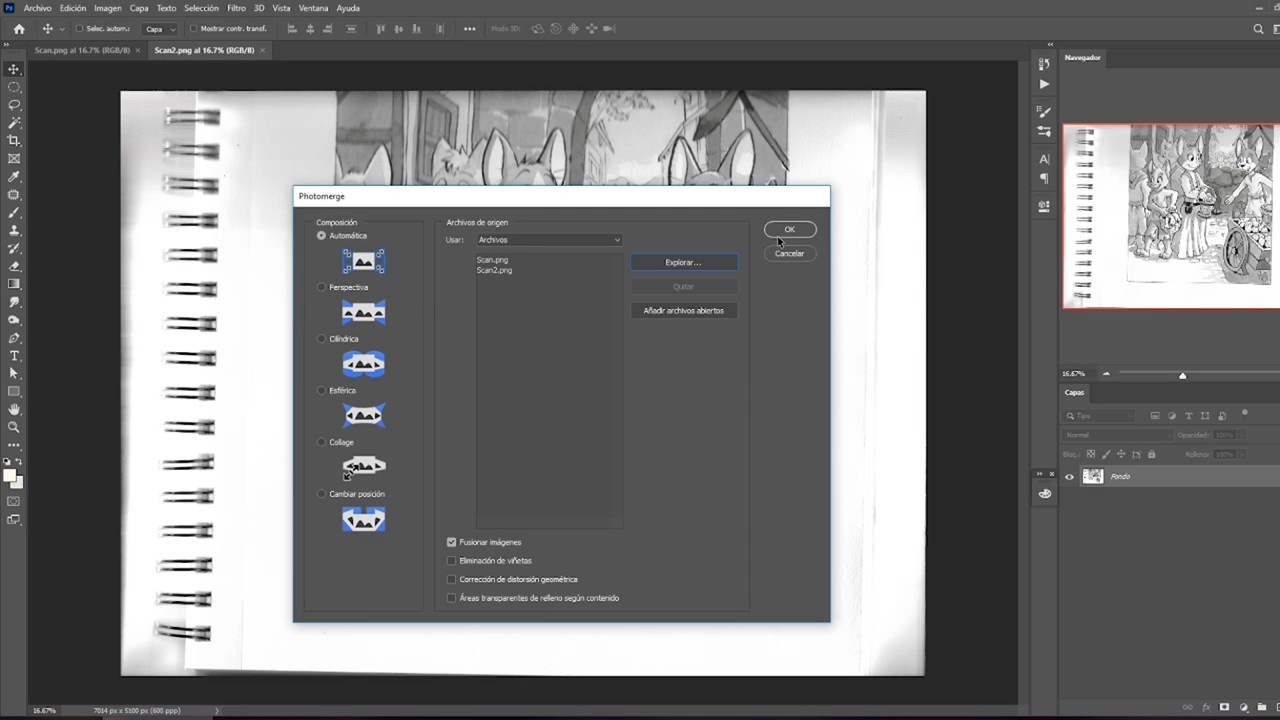 Ps Archivo Edición Imagen Capa Texto Selección Filtro 3D Vista Ventana Ayuda
Selec. autom.: Capa Mostrar contr. transf. Modo 3D:
Scan.png al 16.7% (RGB/8) × Scan2.png al 16.7% (RGB/8) ×
Navegador
Photomerge
Composición
Automática
Perspectiva
Cilíndrica
Esférica
Collage
Cambiar posición
Archivos de origen
Usar: Archivos
Scan.png
Scan2.png
Explorar...
Quitar
Añadir archivos abiertos
Fusionar imágenes
Eliminación de viñetas
Corrección de distorsión geométrica
Áreas transparentes de relleno según contenido
OK
Cancelar
16.67%
Capas
Tipo
Normal Opacidad: 100%
Bloq.: Relleno: 100%
Fondo
16.67% 7014 px x 5100 px (600 ppp)